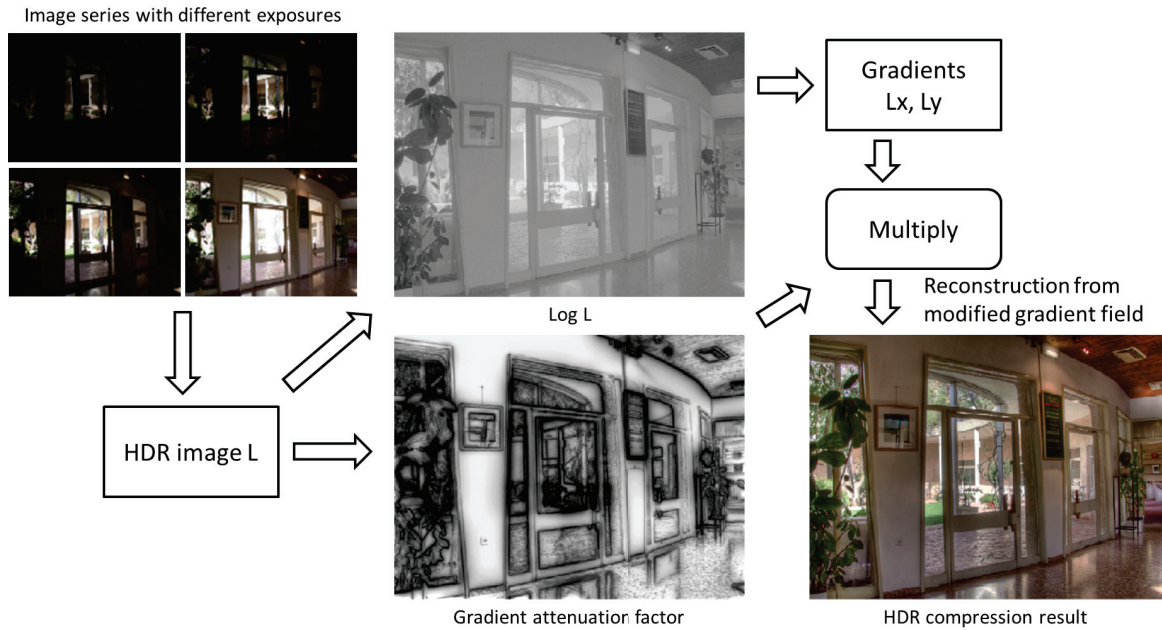 Image series with different exposures
Gradients
Lx, Ly
Multiply
Reconstruction from
modified gradient field
Log L
HDR image L
Gradient attenuation factor
HDR compression result